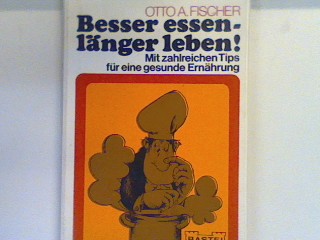 OTTO A. FISCHER
Besser essen-
länger leben!
Mit zahlreichen Tips
für eine gesunde Ernährung
BASTEI